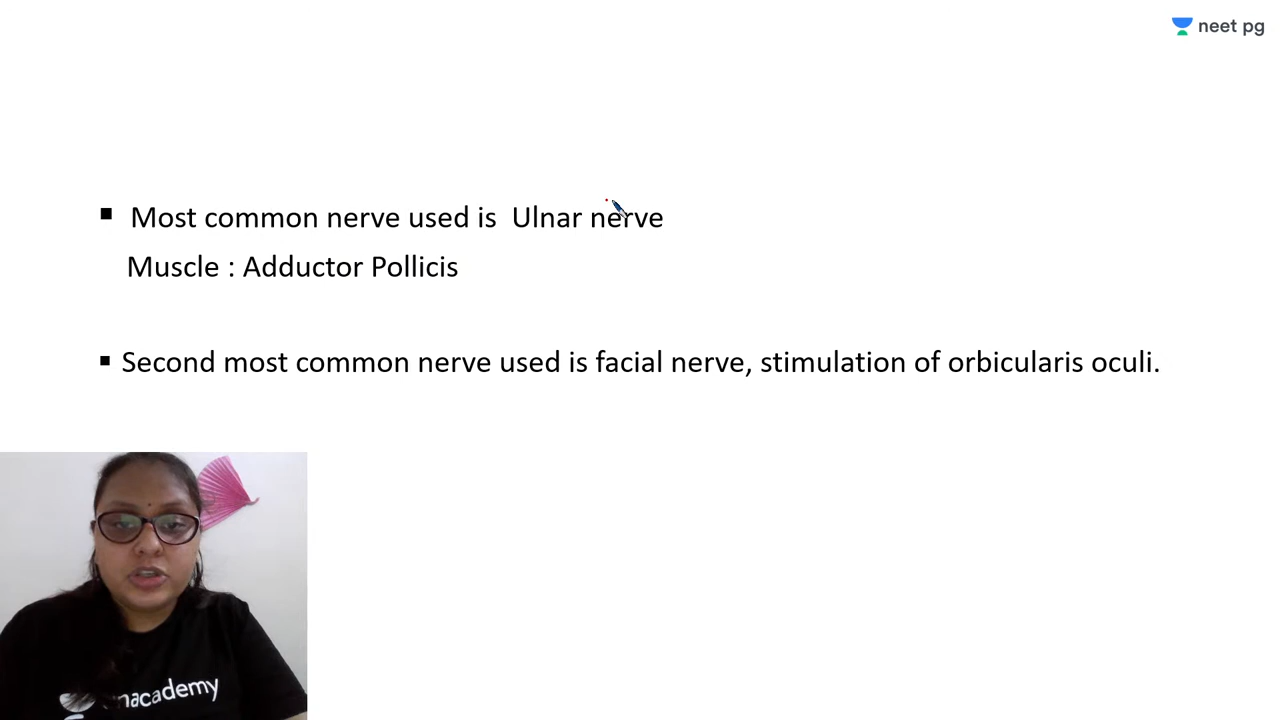 neet pg
Most common nerve used is Ulnar nerve
Muscle : Adductor Pollicis
Second most common nerve used is facial nerve, stimulation of orbicularis oculi.
nacademy